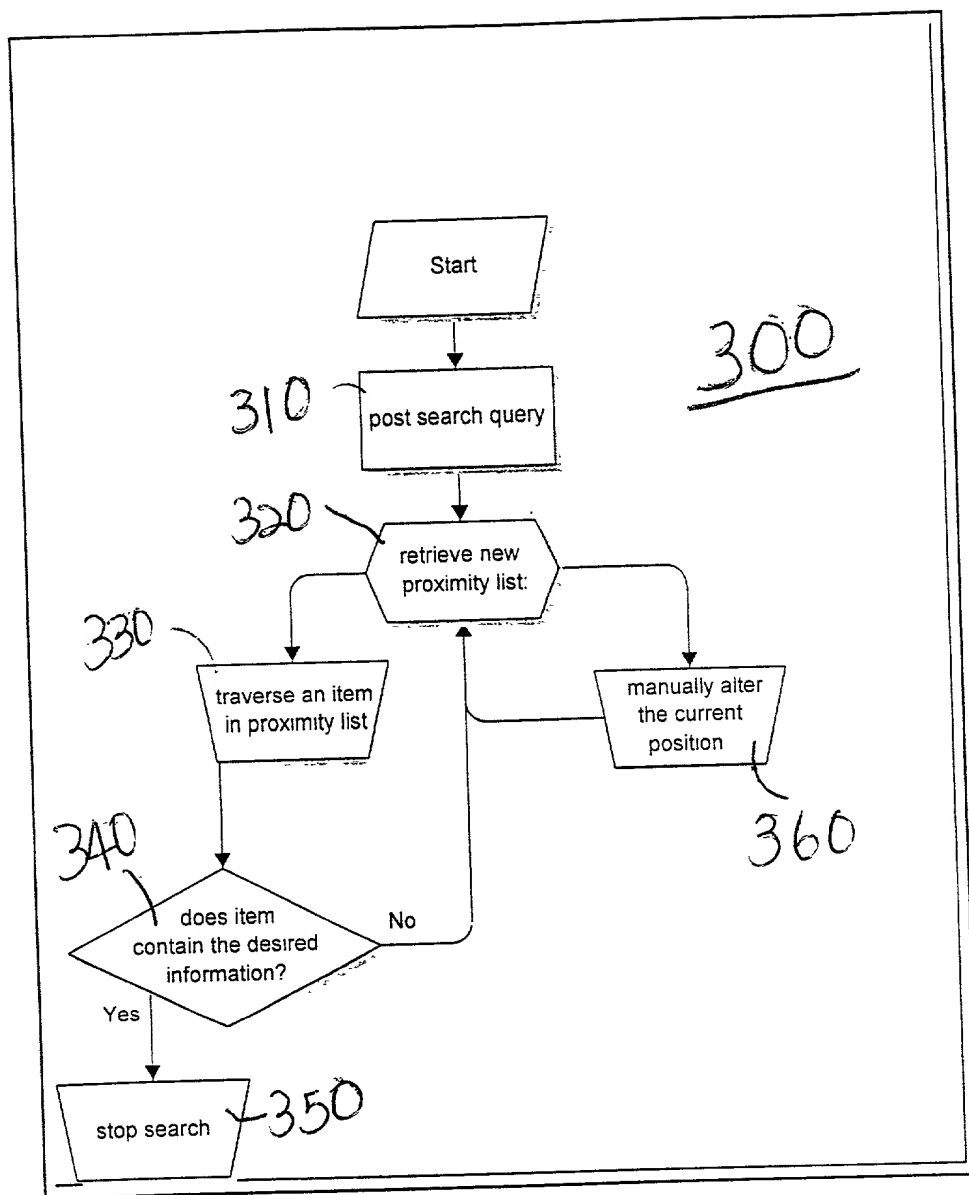 Start
300
310
post search query
320
retrieve new
proximity list:
330
traverse an item
in proximity list
manually alter
the current
position
360
340
does item
contain the desired
information?
No
Yes
stop search
350